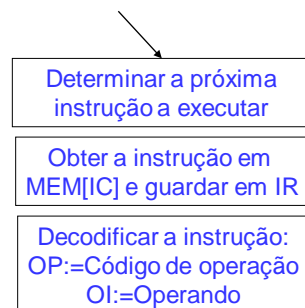 Determinar a próxima
instrução a executar
Obter a instrução em
MEM[IC] e guardar em IR
Decodificar a instrução:
OP:=Código de operação
OI:=Operando